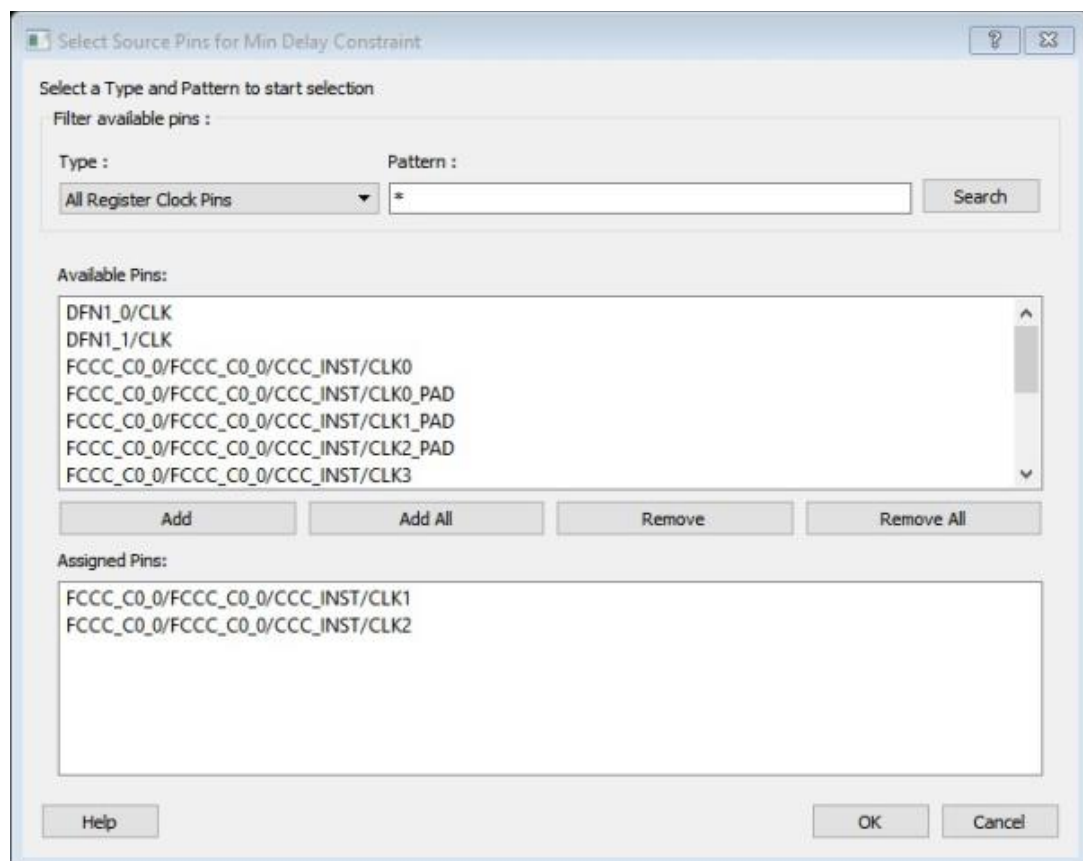 Select Source Pins for Min Delay Constraint
Select a Type and Pattern to start selection
Filter available pins :
Type : Pattern :
All Register Clock Pins * Search
Available Pins:
DFN1_0/CLK
DFN1_1/CLK
FCCC_C0_0/FCCC_C0_0/CCC_INST/CLK0
FCCC_C0_0/FCCC_C0_0/CCC_INST/CLK0_PAD
FCCC_C0_0/FCCC_C0_0/CCC_INST/CLK1_PAD
FCCC_C0_0/FCCC_C0_0/CCC_INST/CLK2_PAD
FCCC_C0_0/FCCC_C0_0/CCC_INST/CLK3
Add Add All Remove Remove All
Assigned Pins:
FCCC_C0_0/FCCC_C0_0/CCC_INST/CLK1
FCCC_C0_0/FCCC_C0_0/CCC_INST/CLK2
Help OK Cancel